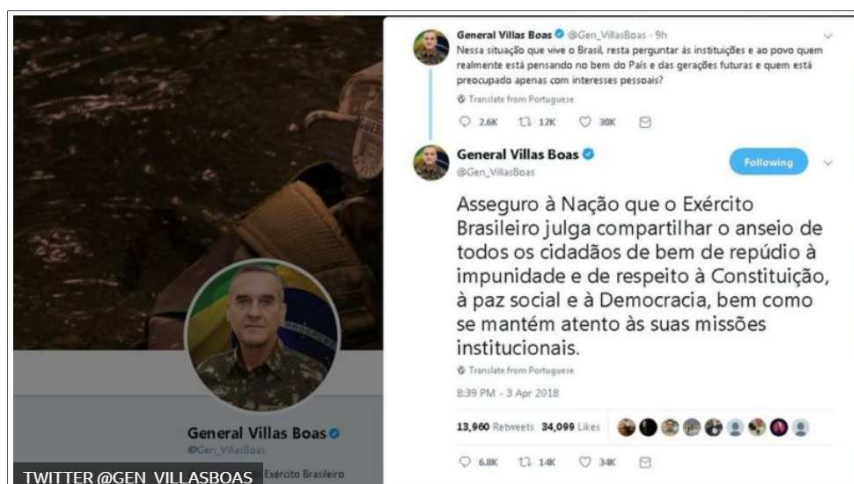 General Villas Boas @Gen_VillasBoas · 9h
Nessa situação que vive o Brasil, resta perguntar às instituições e ao povo quem
realmente está pensando no bem do País e das gerações futuras e quem está
preocupado apenas com interesses pessoais?
Translate from Portuguese
2.6K 12K 30K
General Villas Boas
@Gen_VillasBoas
Following
Asseguro à Nação que o Exército
Brasileiro julga compartilhar o anseio de
todos os cidadãos de bem de repúdio à
impunidade e de respeito à Constituição,
à paz social e à Democracia, bem como
se mantém atento às suas missões
institucionais.
Translate from Portuguese
8:39 PM - 3 Apr 2018
13,960 Retweets 34,099 Likes
6.8K 14K 34K
General Villas Boas
@Gen_VillasBoas
Exército Brasileiro
TWITTER @GEN_VILLASBOAS